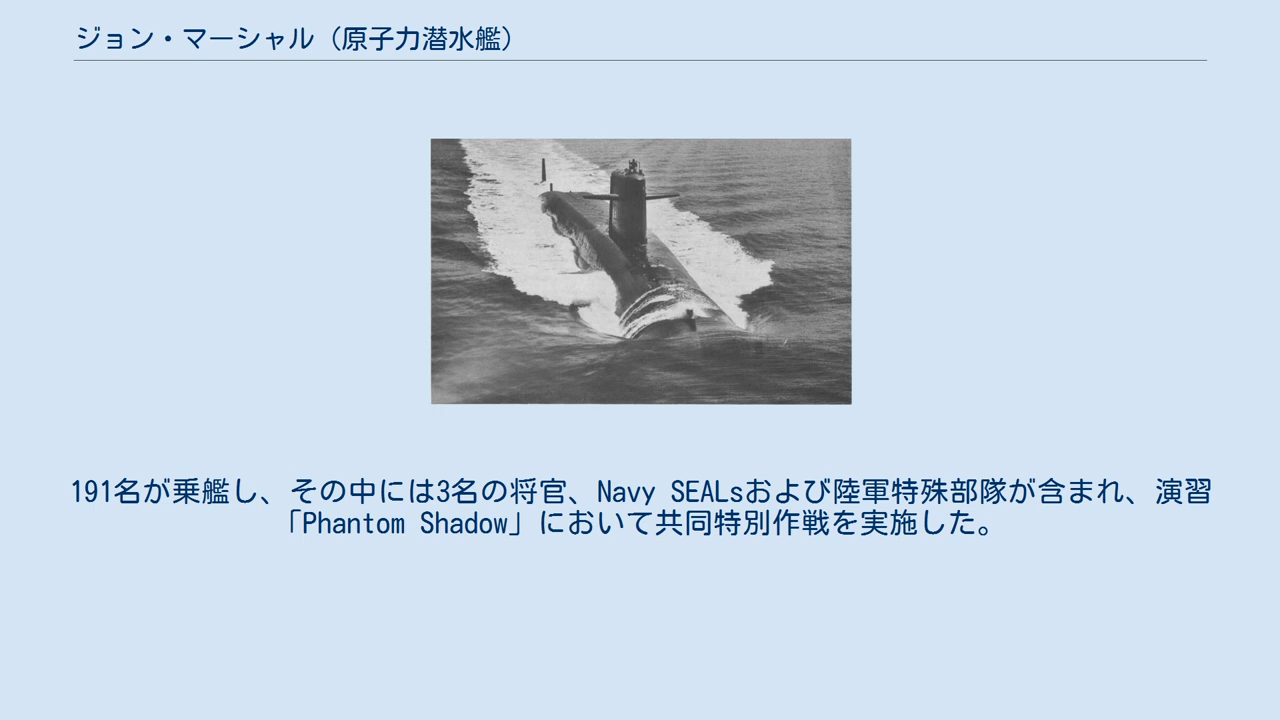 ジョン・マーシャル（原子力潜水艦）
191名が乗艦し、その中には3名の将官、Navy SEALsおよび陸軍特殊部隊が含まれ、演習
「Phantom Shadow」において共同特別作戦を実施した。